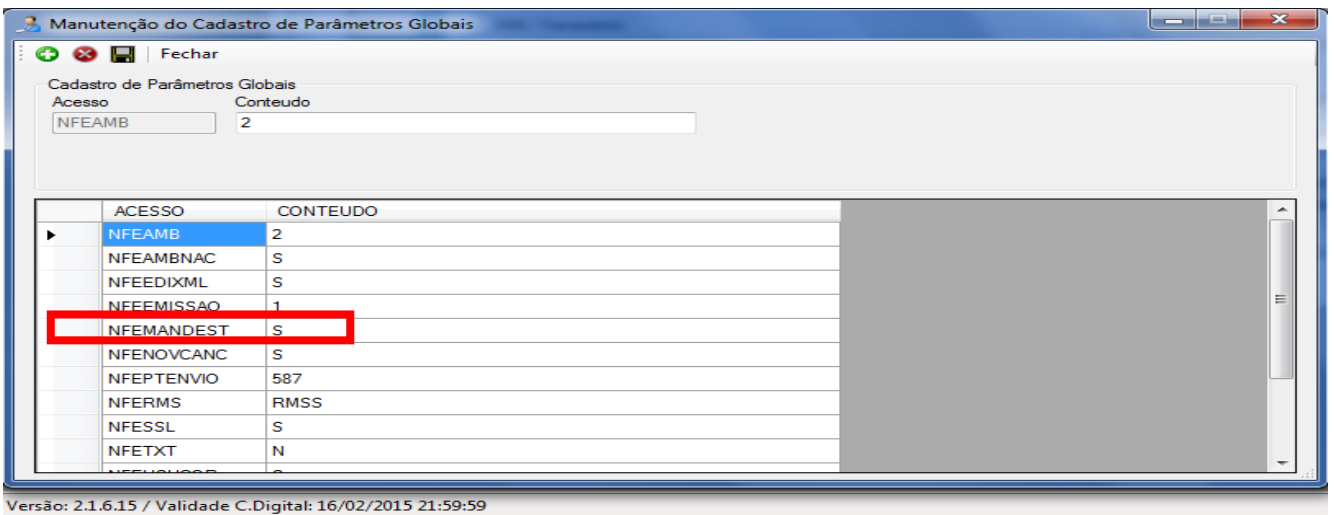 Manutenção do Cadastro de Parâmetros Globais
Fechar
Cadastro de Parâmetros Globais
Acesso Conteudo
NFEAMB 2
ACESSO CONTEUDO
NFEAMB 2
NFEAMBNAC S
NFEEDIXML S
NFEEMISSAO 1
NFEMANDEST S
NFENOVCANC S
NFEPTENVIO 587
NFERMS RMSS
NFESSL S
NFETXT N
Versão: 2.1.6.15 / Validade C.Digital: 16/02/2015 21:59:59